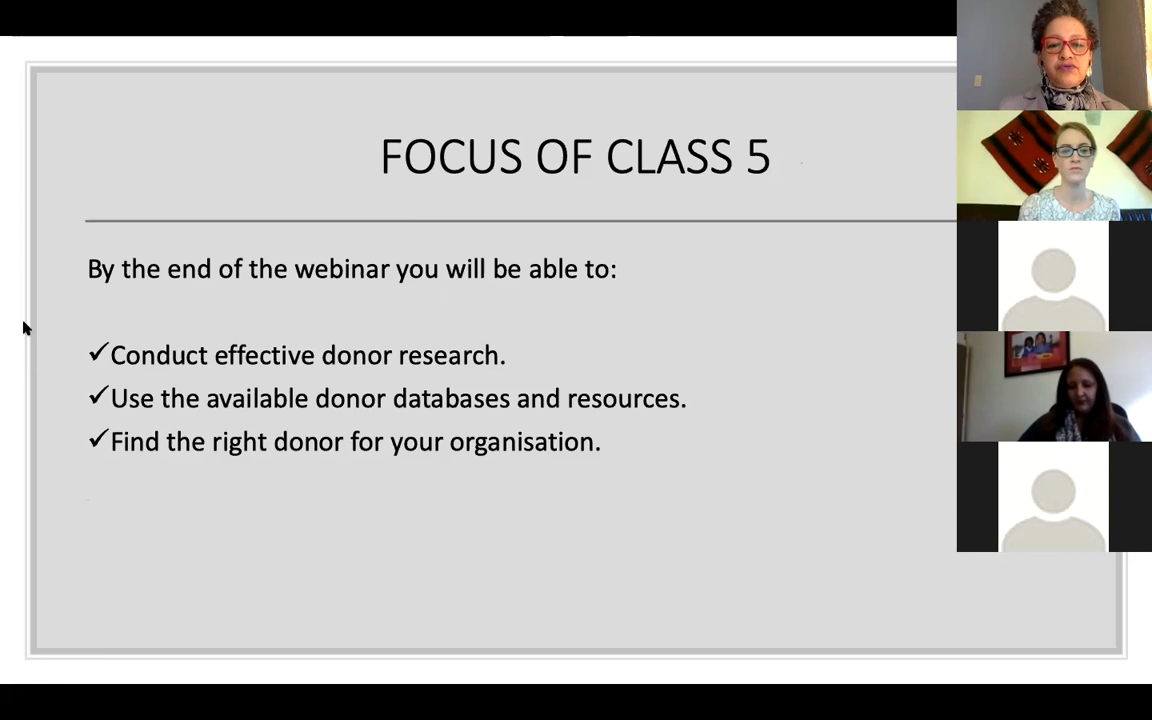 FOCUS OF CLASS 5
By the end of the webinar you will be able to:
✓Conduct effective donor research.
✓Use the available donor databases and resources.
✓Find the right donor for your organisation.